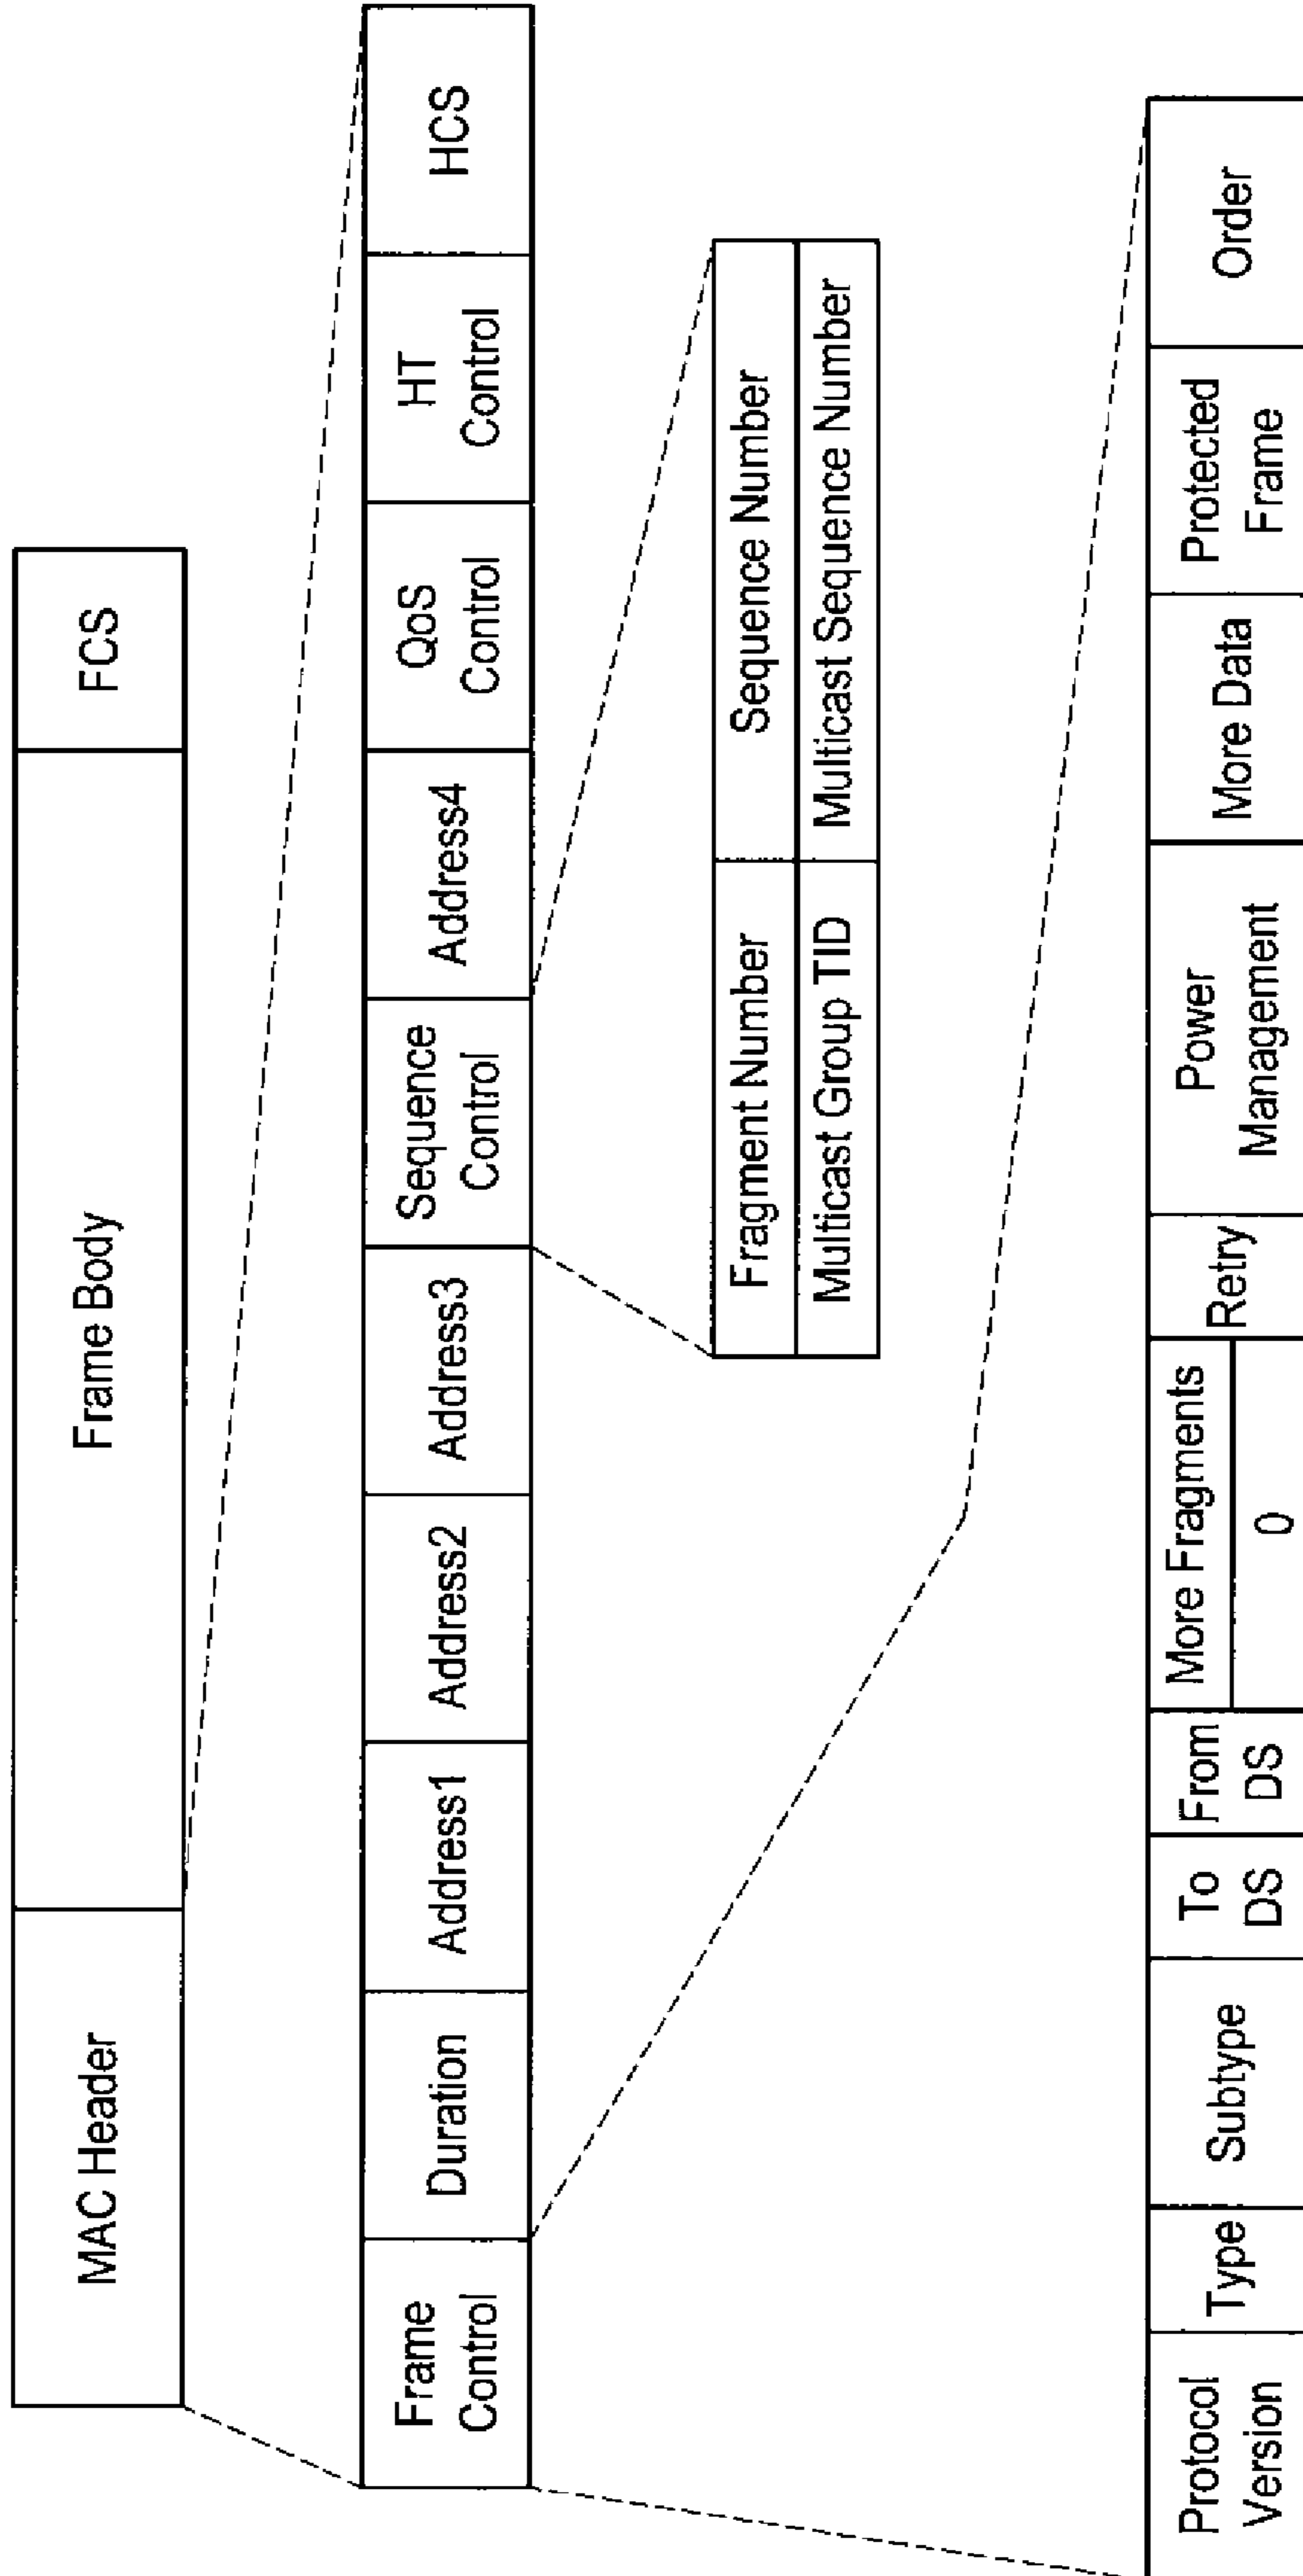 MAC Header
Frame Body
FCS
Frame
Control
Duration
Address1
Address2
Address3
Sequence
Control
Address4
QoS
Control
HT
Control
HCS
Fragment Number
Sequence Number
Multicast Group TID
Multicast Sequence Number
Protocol
Version
Type
Subtype
To
DS
From
DS
More Fragments
0
Retry
Power
Management
More Data
Protected
Frame
Order